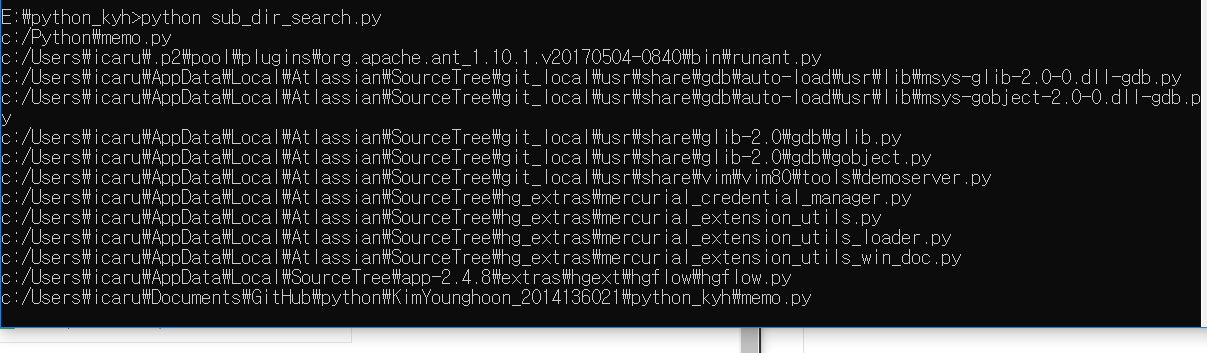 E:₩python_kyh>python sub_dir_search.py
c:/Python₩memo.py
c:/Users₩icaru₩.p2₩pool₩plugins₩org.apache.ant_1.10.1.v20170504-0840₩bin₩runant.py
c:/Users₩icaru₩AppData₩Local₩Atlassian₩SourceTree₩git_local₩usr₩share₩gdb₩auto-load₩usr₩lib₩msys-glib-2.0-0.dll-gdb.py
c:/Users₩icaru₩AppData₩Local₩Atlassian₩SourceTree₩git_local₩usr₩share₩gdb₩auto-load₩usr₩lib₩msys-gobject-2.0-0.dll-gdb.p
y
c:/Users₩icaru₩AppData₩Local₩Atlassian₩SourceTree₩git_local₩usr₩share₩glib-2.0₩gdb₩glib.py
c:/Users₩icaru₩AppData₩Local₩Atlassian₩SourceTree₩git_local₩usr₩share₩glib-2.0₩gdb₩gobject.py
c:/Users₩icaru₩AppData₩Local₩Atlassian₩SourceTree₩git_local₩usr₩share₩vim₩vim80₩tools₩demoserver.py
c:/Users₩icaru₩AppData₩Local₩Atlassian₩SourceTree₩hg_extras₩mercurial_credential_manager.py
c:/Users₩icaru₩AppData₩Local₩Atlassian₩SourceTree₩hg_extras₩mercurial_extension_utils.py
c:/Users₩icaru₩AppData₩Local₩Atlassian₩SourceTree₩hg_extras₩mercurial_extension_utils_loader.py
c:/Users₩icaru₩AppData₩Local₩Atlassian₩SourceTree₩hg_extras₩mercurial_extension_utils_win_doc.py
c:/Users₩icaru₩AppData₩Local₩SourceTree₩app-2.4.8₩extras₩hgext₩hgflow₩hgflow.py
c:/Users₩icaru₩Documents₩GitHub₩python₩KimYounghoon_2014136021₩python_kyh₩memo.py